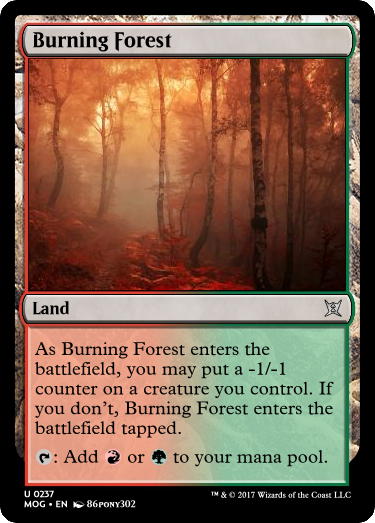 Burning Forest
Land
As Burning Forest enters the
battlefield, you may put a -1/-1
counter on a creature you control. If
you don't, Burning Forest enters the
battlefield tapped.
: Add or to your mana pool.
U 0237
MOG • EN 86PONY302
™ & © 2017 Wizards of the Coast LLC